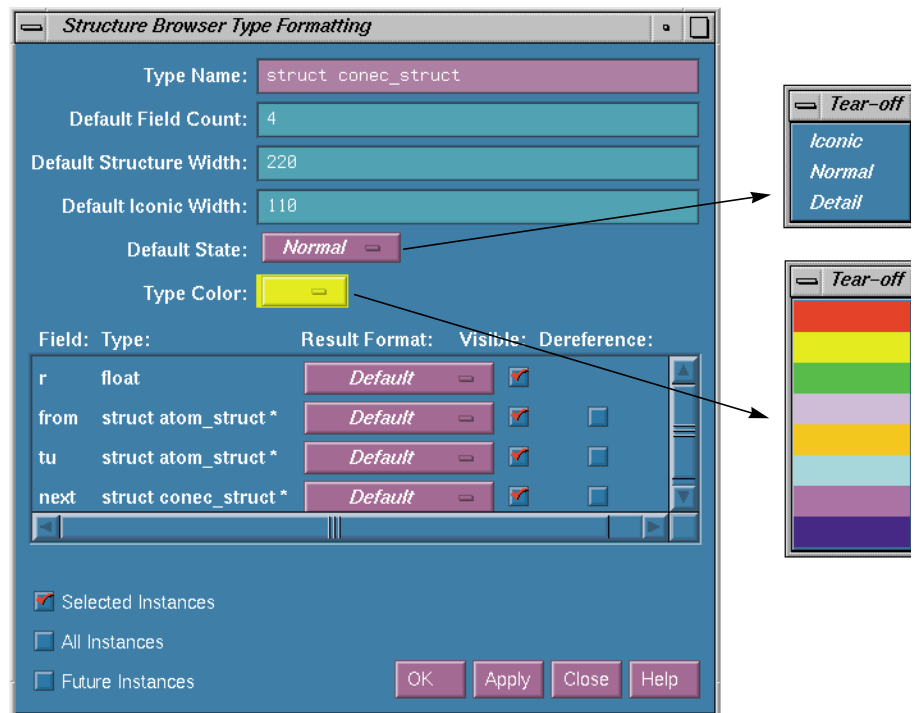 Structure Browser Type Formatting
Type Name: struct conec_struct
Default Field Count: 4
Default Structure Width: 220
Default Iconic Width: 110
Default State: Normal
Type Color:
Field: Type: Result Format: Visible: Dereference:
r float Default
from struct atom_struct * Default
tu struct atom_struct * Default
next struct conec_struct * Default
Selected Instances
All Instances
Future Instances
OK Apply Close Help
Tear-off
Iconic
Normal
Detail
Tear-off